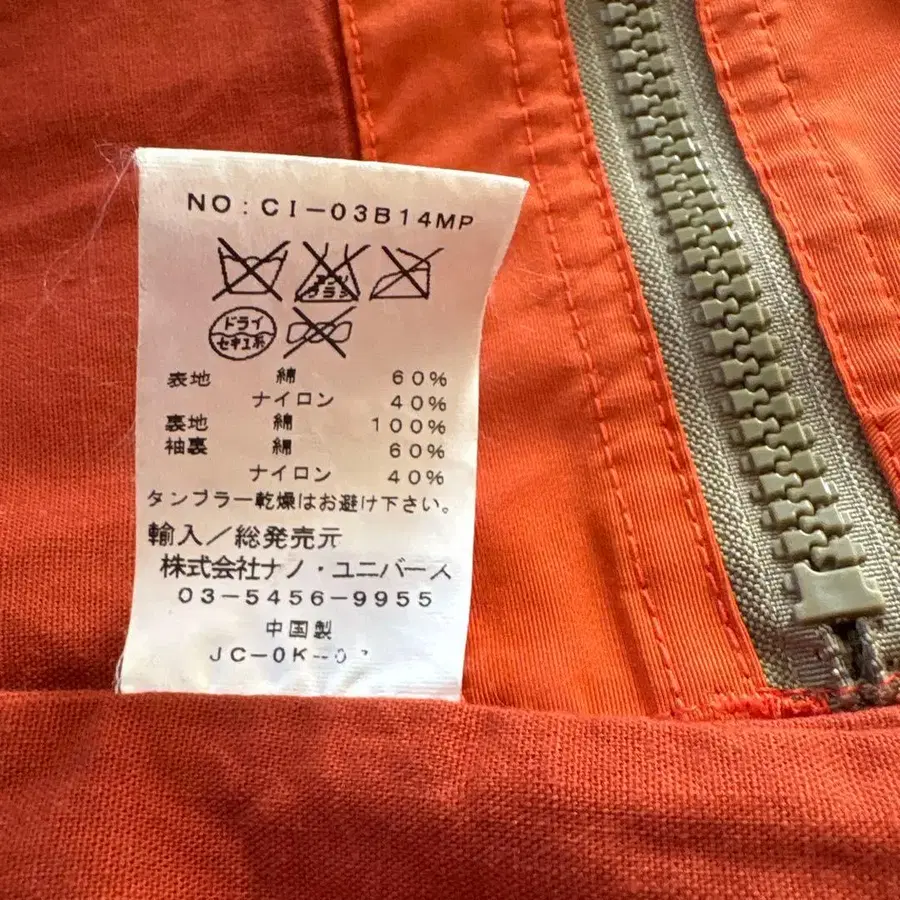 NO:CI-03B14MP
ドライ
セキユ系
表地 綿 60%
ナイロン 40%
裏地 綿 100%
袖裏 綿 60%
ナイロン 40%
タンブラー乾燥はお避け下さい。
輸入/総発売元
株式会社ナノ・ユニバース
03-5456-9955
中国製